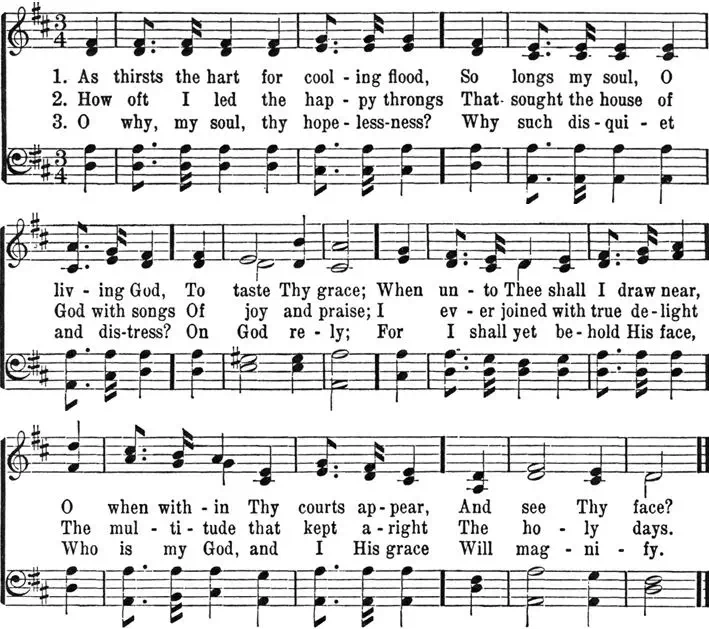 3
4
1. As thirsts the hart for cool - ing flood, So longs my soul, O
2. How oft I led the hap - py throngs That sought the house of
3. O why, my soul, thy hope - less - ness? Why such dis - qui - et
3
4
liv - ing God, To taste Thy grace; When un - to Thee shall I draw near,
God with songs Of joy and praise; I ev - er joined with true de - light
and dis - tress? On God re - ly; For I shall yet be - hold His face,
O when with - in Thy courts ap - pear, And see Thy face?
The mul - ti - tude that kept a - right The ho - ly days.
Who is my God, and I His grace Will mag - ni - fy.